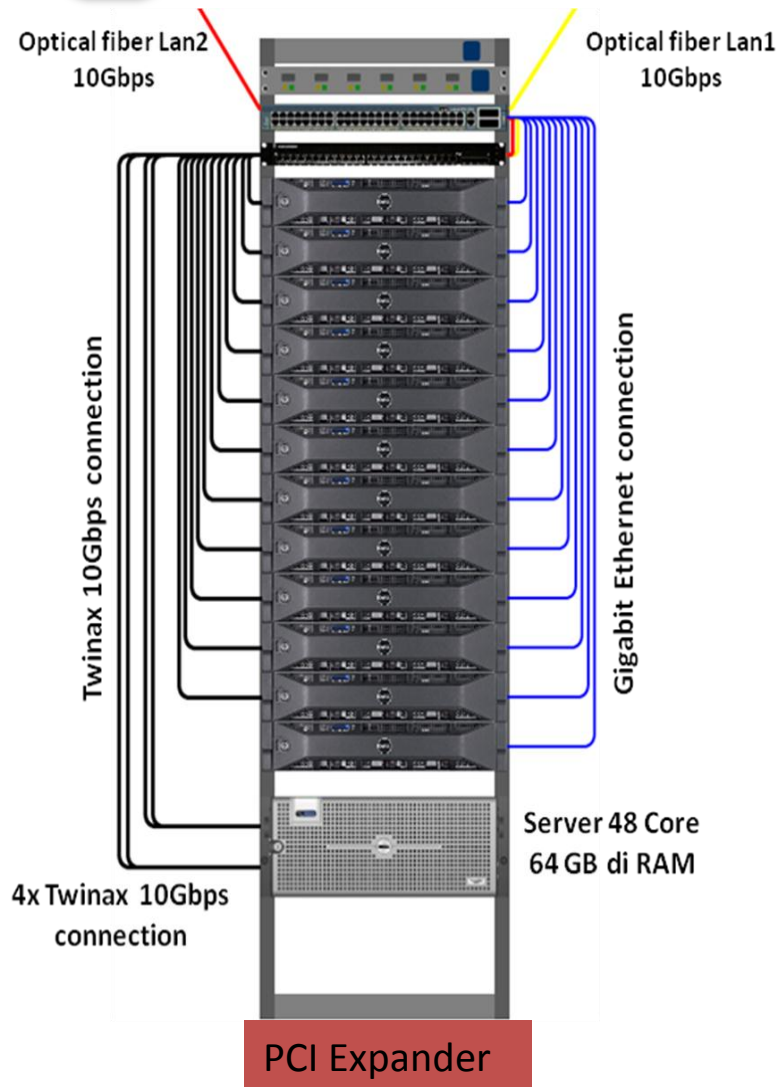 Optical fiber Lan2
10Gbps
Optical fiber Lan1
10Gbps
Twinax 10Gbps connection
Gigabit Ethernet connection
Server 48 Core
64 GB di RAM
4x Twinax 10Gbps
connection
PCI Expander